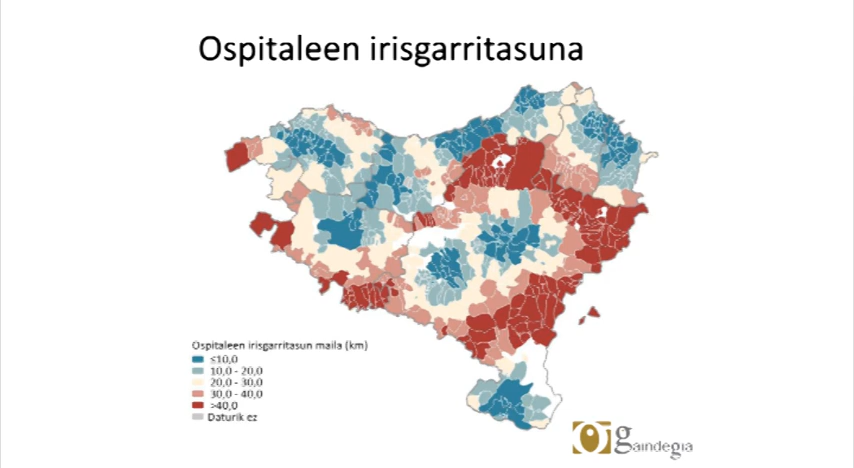 Ospitaleen irisgarritasuna
Ospitaleen irisgarritasun maila (km)
≤10,0
10,0 - 20,0
20,0 - 30,0
30,0 - 40,0
>40,0
Daturik ez
gaindegia